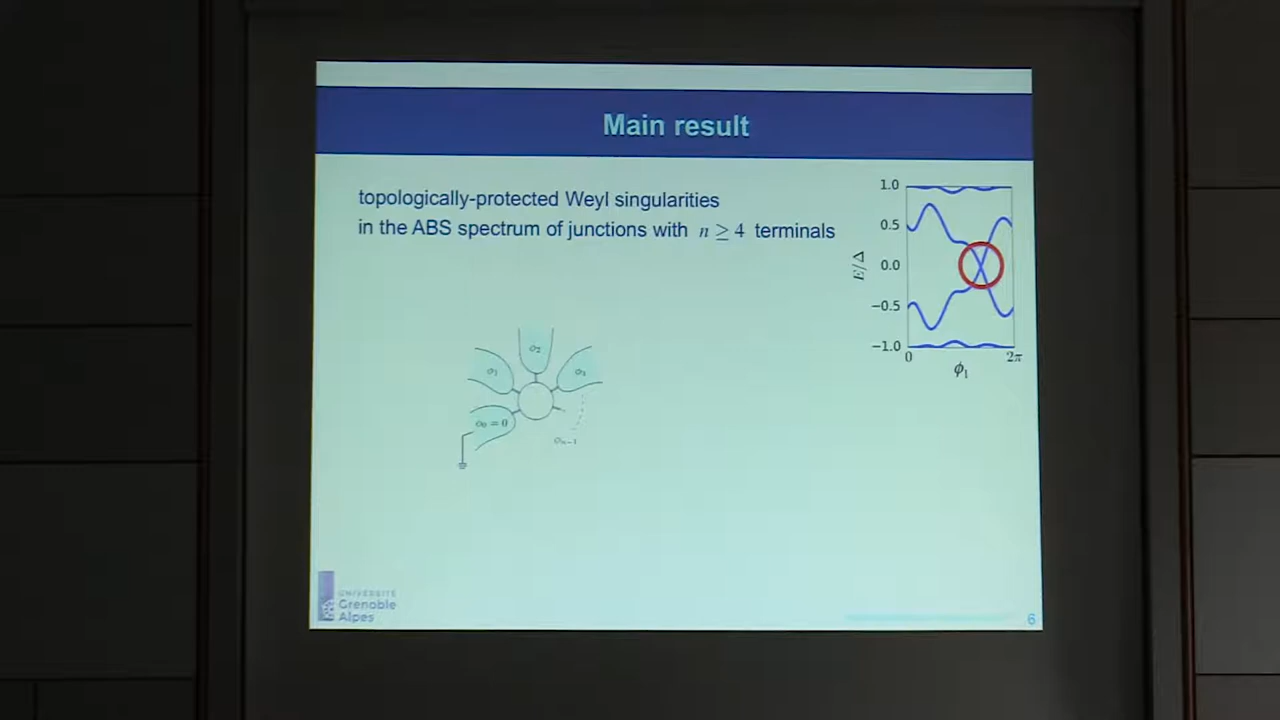 Main result
topologically-protected Weyl singularities
in the ABS spectrum of junctions with n ≥ 4 terminals
1.0
0.5
0.0
−0.5
−1.0
E/Δ
0
2π
ϕ₁
UNIVERSITÉ
Grenoble
Alpes
6